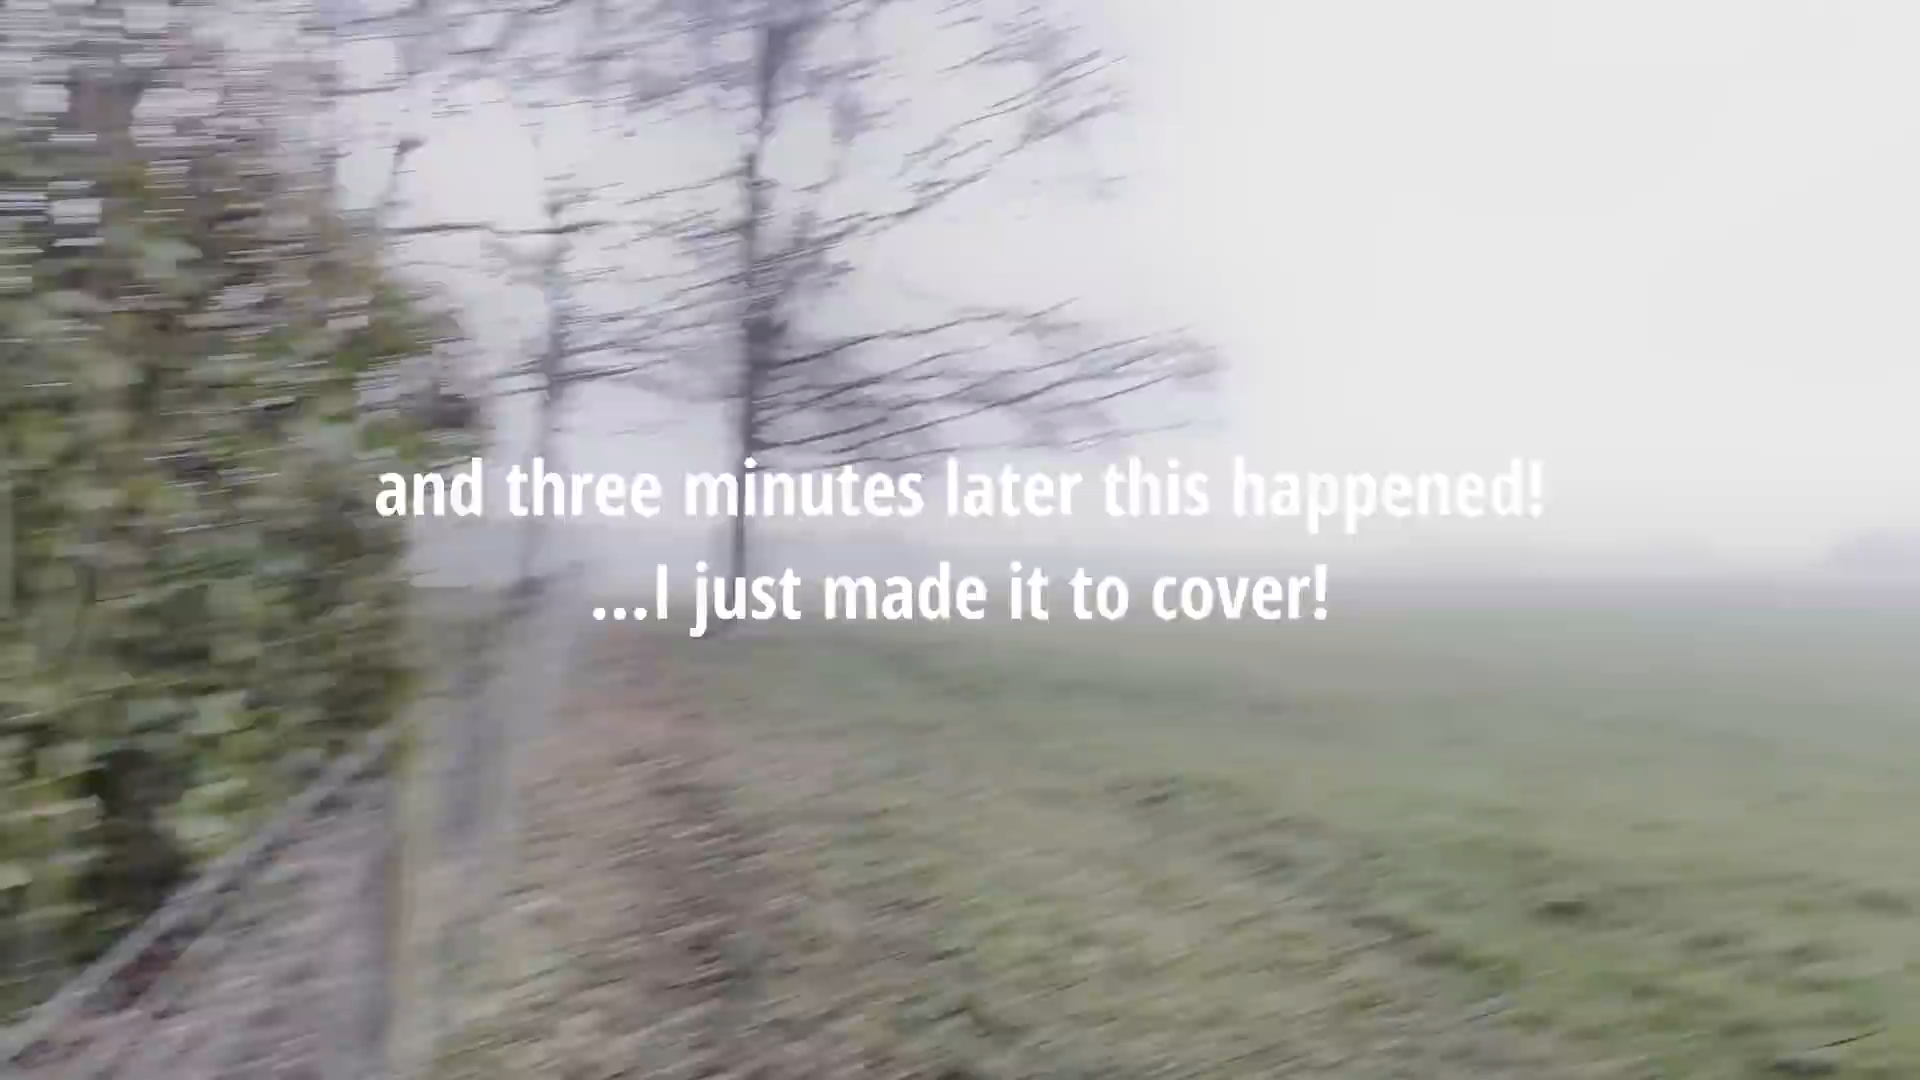 and three minutes later this happened!
...I just made it to cover!